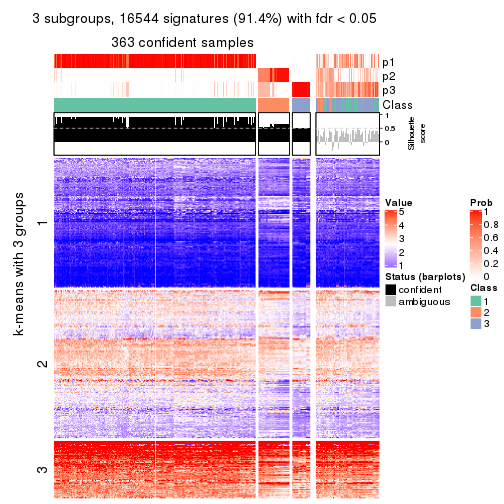 3 subgroups, 16544 signatures (91.4%) with fdr < 0.05
363 confident samples
p1
p2
p3
Class
1
0.5
0
Silhouette
score
k-means with 3 groups
1
2
3
Value
5
4
3
2
1
Status (barplots)
confident
ambiguous
Prob
1
0.8
0.6
0.4
0.2
0
Class
1
2
3